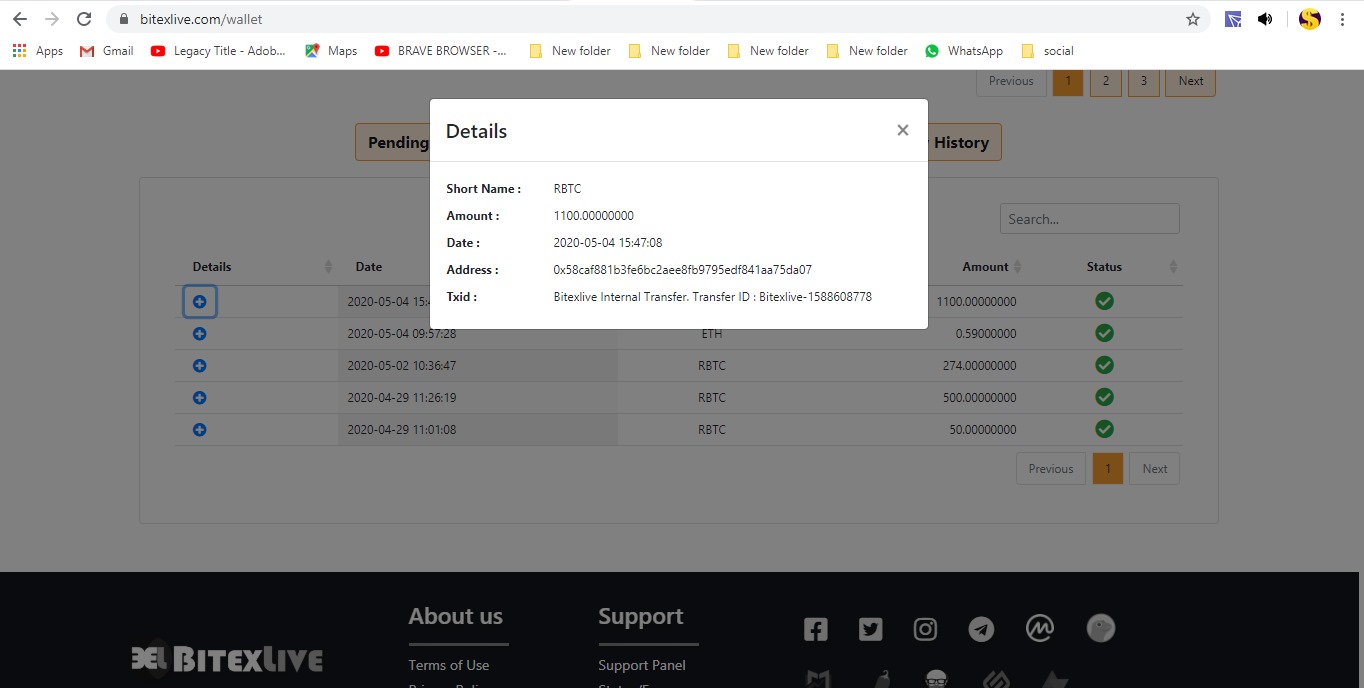 bitexlive.com/wallet
Apps Gmail Legacy Title - Adob... Maps BRAVE BROWSER -... New folder New folder New folder New folder WhatsApp social
Previous 1 2 3 Next
Pending History
Details ×
Short Name : RBTC
Amount : 1100.00000000
Date : 2020-05-04 15:47:08
Address : 0x58caf881b3fe6bc2aee8fb9795edf841aa75da07
Txid : Bitexlive Internal Transfer. Transfer ID : Bitexlive-1588608778
Search...
Details Date Amount Status
2020-05-04 15:4 1100.00000000
2020-05-04 09:57:28 ETH 0.59000000
2020-05-02 10:36:47 RBTC 274.00000000
2020-04-29 11:26:19 RBTC 500.00000000
2020-04-29 11:01:08 RBTC 50.00000000
Previous 1 Next
BITEXLIVE
About us
Terms of Use
Support
Support Panel